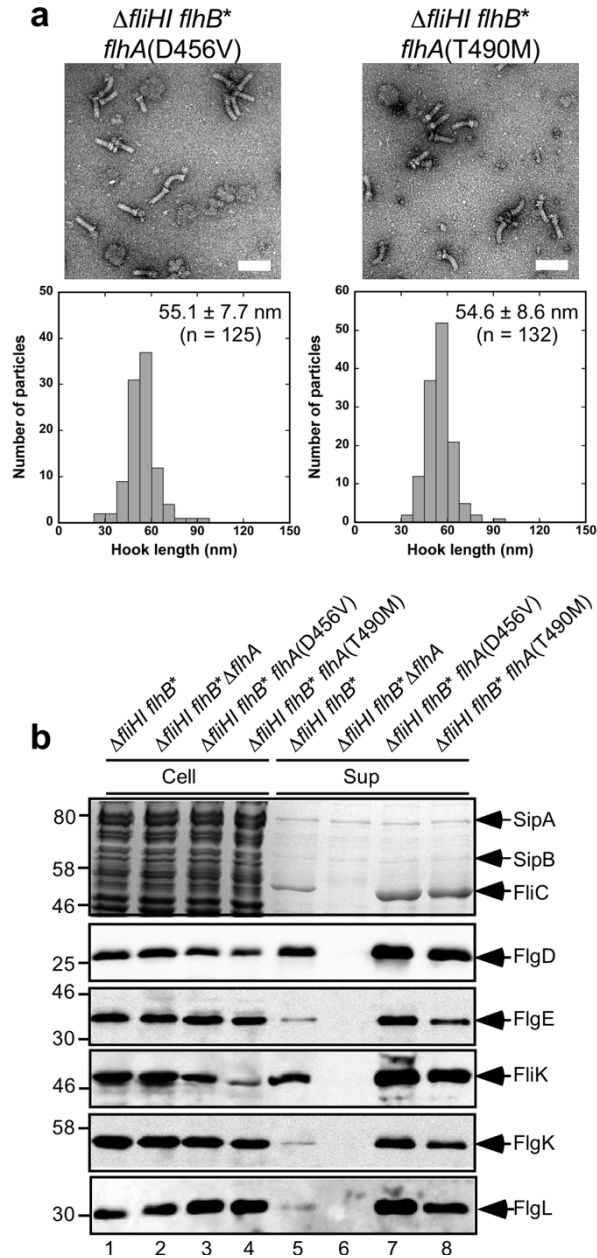 a
ΔfliHI flhB*
flhA(D456V)
ΔfliHI flhB*
flhA(T490M)
50
40
30
20
10
0
0
30
60
90
120
150
Number of particles
Hook length (nm)
55.1 ± 7.7 nm
(n = 125)
60
50
40
30
20
10
0
0
30
60
90
120
150
Number of particles
Hook length (nm)
54.6 ± 8.6 nm
(n = 132)
b
ΔfliHI flhB*
ΔfliHI flhB* ΔflhA
ΔfliHI flhB* flhA(D456V)
ΔfliHI flhB* flhA(T490M)
ΔfliHI flhB*
ΔfliHI flhB* ΔflhA
ΔfliHI flhB* flhA(D456V)
ΔfliHI flhB* flhA(T490M)
Cell
Sup
80
58
46
SipA
SipB
FliC
25
FlgD
46
30
FlgE
46
FliK
58
FlgK
30
FlgL
1 2 3 4 5 6 7 8